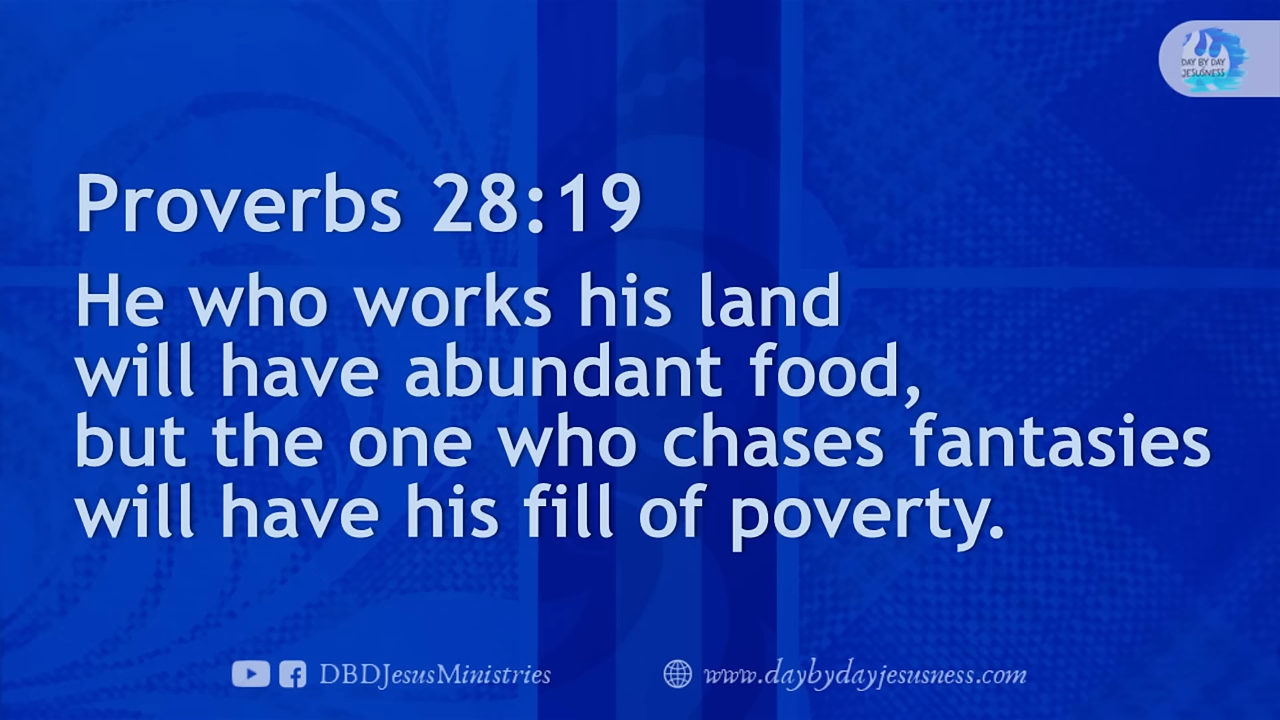 DAY BY DAY
JESUSNESS
Proverbs 28:19
He who works his land
will have abundant food,
but the one who chases fantasies
will have his fill of poverty.
DBDJesusMinistries
www.daybydayjesusness.com